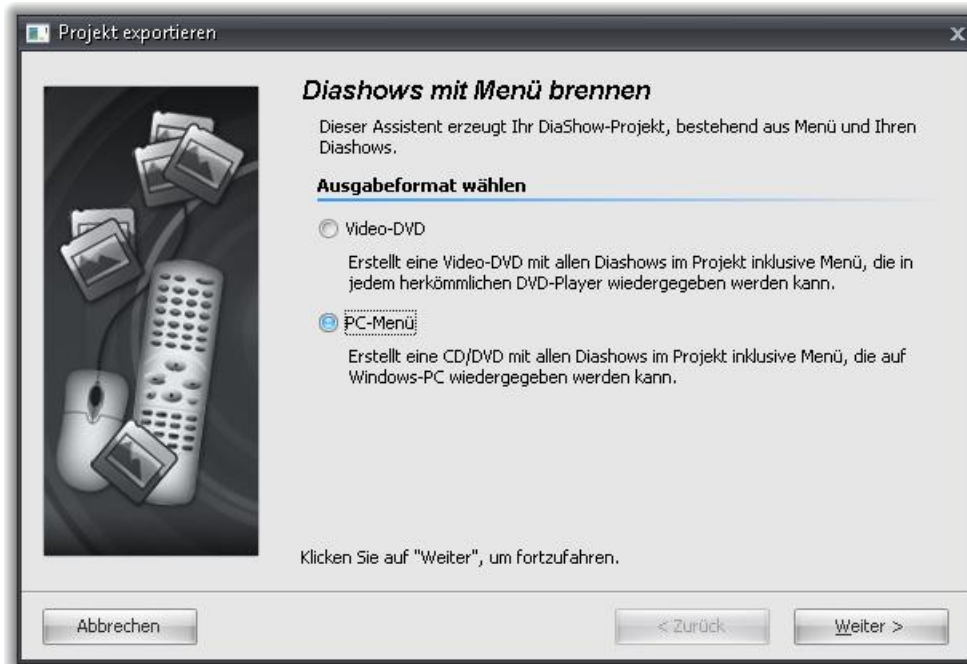 Projekt exportieren
Diashows mit Menü brennen
Dieser Assistent erzeugt Ihr DiaShow-Projekt, bestehend aus Menü und Ihren
Diashows.
Ausgabeformat wählen
Video-DVD
Erstellt eine Video-DVD mit allen Diashows im Projekt inklusive Menü, die in
jedem herkömmlichen DVD-Player wiedergegeben werden kann.
PC-Menü
Erstellt eine CD/DVD mit allen Diashows im Projekt inklusive Menü, die auf
Windows-PC wiedergegeben werden kann.
Klicken Sie auf "Weiter", um fortzufahren.
Abbrechen
< Zurück
Weiter >